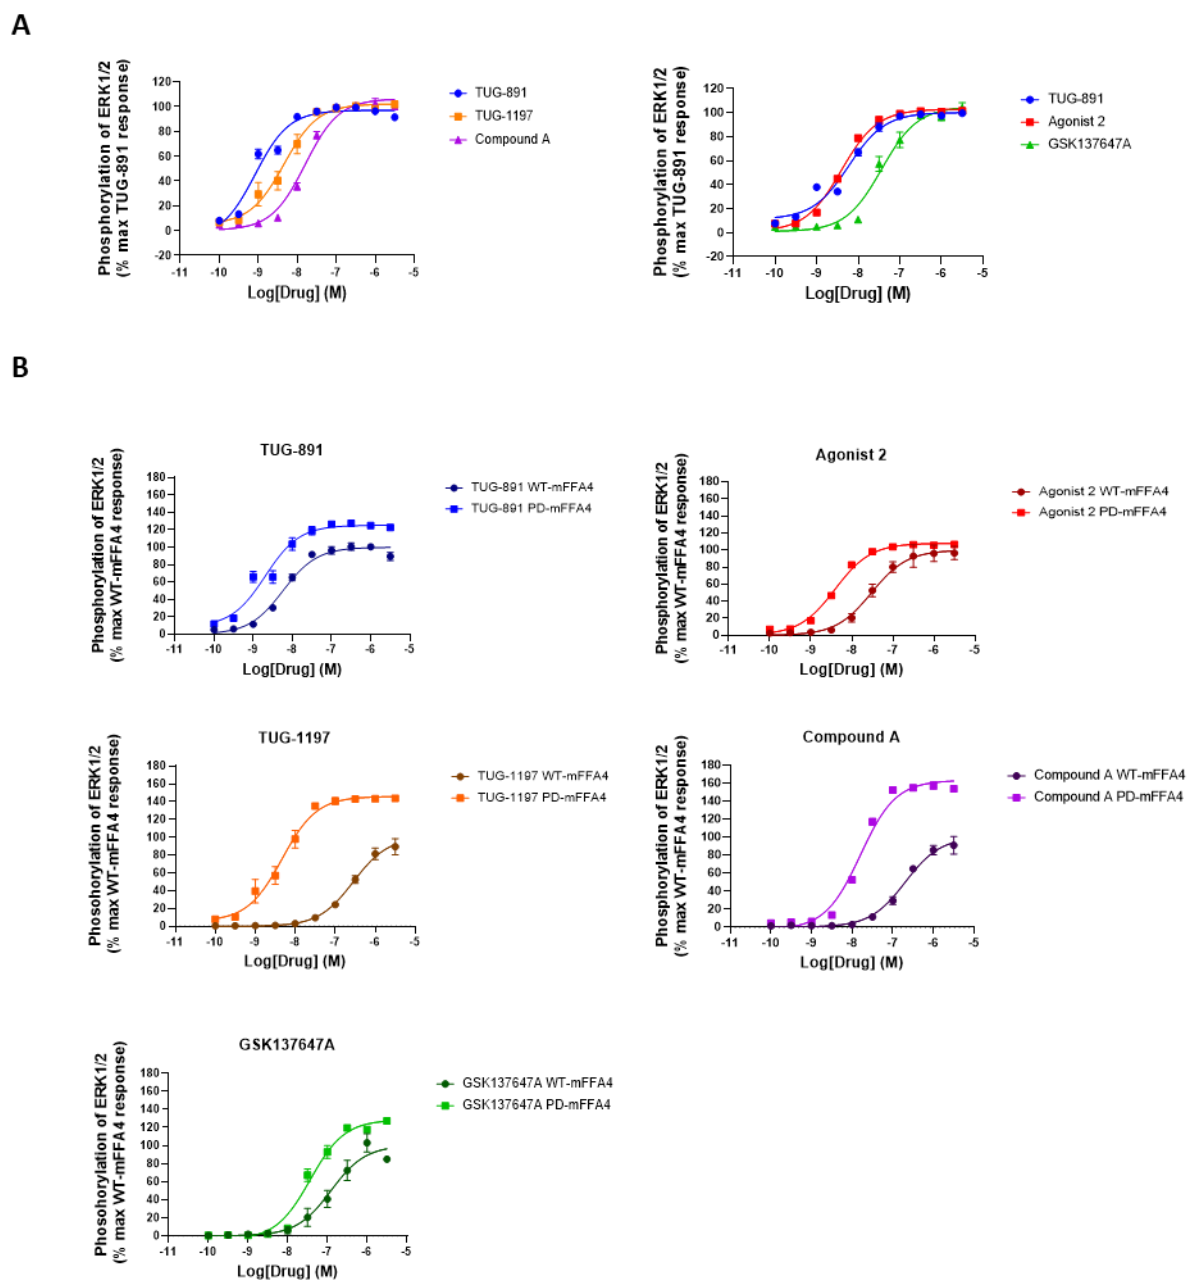 A
Phosphorylation of ERK1/2
(% max TUG-891 response)
120
100
80
60
40
20
0
-20
-11 -10 -9 -8 -7 -6 -5
Log[Drug] (M)
TUG-891
TUG-1197
Compound A
Phosphorylation of ERK1/2
(% max TUG-891 response)
120
100
80
60
40
20
0
-20
-11 -10 -9 -8 -7 -6 -5
Log[Drug] (M)
TUG-891
Agonist 2
GSK137647A
B
TUG-891
Phosphorylation of ERK1/2
(% max WT-mFFA4 response)
180
160
140
120
100
80
60
40
20
0
-11 -10 -9 -8 -7 -6 -5
Log[Drug] (M)
TUG-891 WT-mFFA4
TUG-891 PD-mFFA4
Agonist 2
Phosphorylation of ERK1/2
(% max WT-mFFA4 response)
180
160
140
120
100
80
60
40
20
0
-11 -10 -9 -8 -7 -6 -5
Log[Drug] (M)
Agonist 2 WT-mFFA4
Agonist 2 PD-mFFA4
TUG-1197
Phosohorylation of ERK1/2
(% max WT-mFFA4 response)
180
160
140
120
100
80
60
40
20
0
-11 -10 -9 -8 -7 -6 -5
Log[Drug] (M)
TUG-1197 WT-mFFA4
TUG-1197 PD-mFFA4
Compound A
Phosphorylation of ERK1/2
(% max WT-mFFA4 response)
180
160
140
120
100
80
60
40
20
0
-11 -10 -9 -8 -7 -6 -5
Log[Drug] (M)
Compound A WT-mFFA4
Compound A PD-mFFA4
GSK137647A
Phosohorylation of ERK1/2
(% max WT-mFFA4 response)
180
160
140
120
100
80
60
40
20
0
-11 -10 -9 -8 -7 -6 -5
Log[Drug] (M)
GSK137647A WT-mFFA4
GSK137647A PD-mFFA4